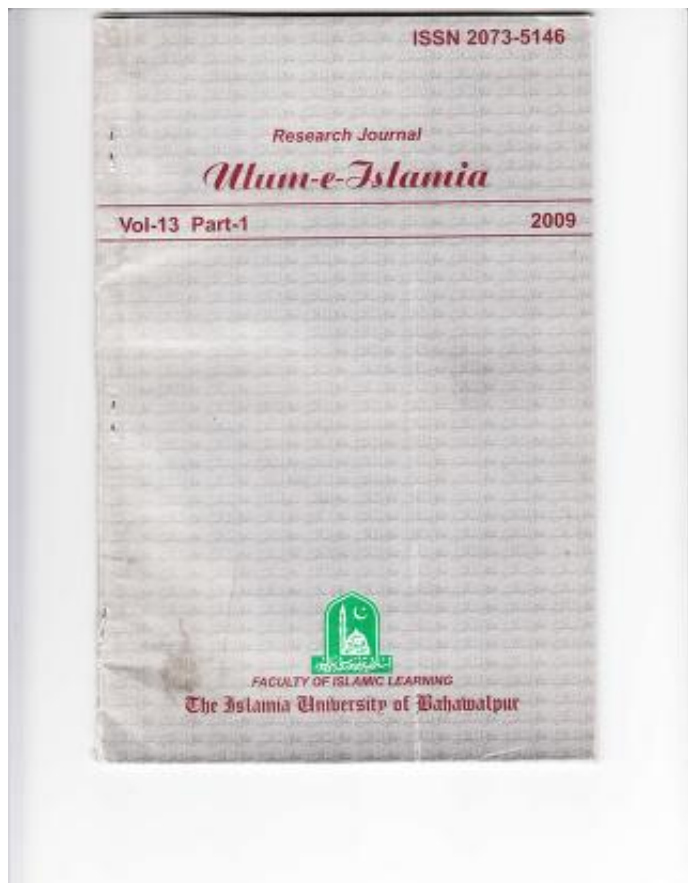 ISSN 2073-5146
Research Journal
Ulum-e-Islamia
Vol-13 Part-1 2009
FACULTY OF ISLAMIC LEARNING
The Islamia University of Bahawalpur